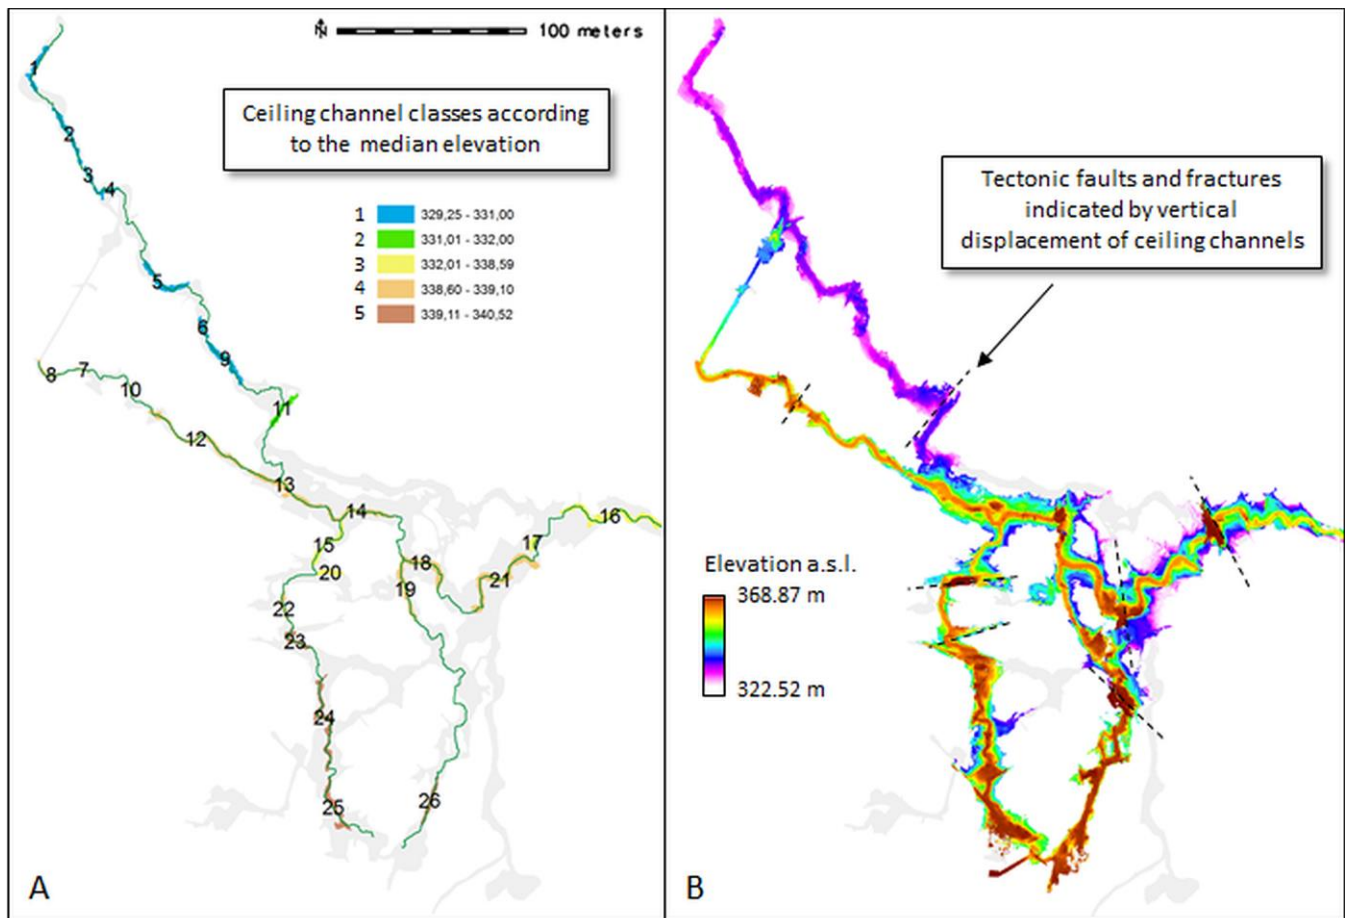 N
100 meters
Ceiling channel classes according
to the median elevation
1 329,25 - 331,00
2 331,01 - 332,00
3 332,01 - 338,59
4 338,60 - 339,10
5 339,11 - 340,52
1
2
3
4
5
6
9
8
7
10
11
12
13
14
15
20
16
17
18
19
21
22
23
24
25
26
A
Tectonic faults and fractures
indicated by vertical
displacement of ceiling channels
Elevation a.s.l.
368.87 m
322.52 m
B